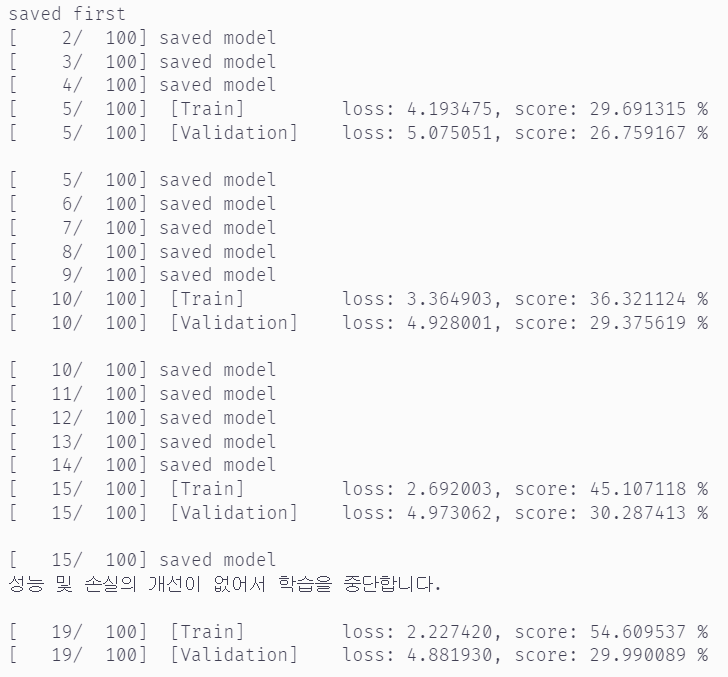 saved first
[    2/  100] saved model
[    3/  100] saved model
[    4/  100] saved model
[    5/  100]  [Train]         loss: 4.193475, score: 29.691315 %
[    5/  100]  [Validation]    loss: 5.075051, score: 26.759167 %

[    5/  100] saved model
[    6/  100] saved model
[    7/  100] saved model
[    8/  100] saved model
[    9/  100] saved model
[   10/  100]  [Train]         loss: 3.364903, score: 36.321124 %
[   10/  100]  [Validation]    loss: 4.928001, score: 29.375619 %

[   10/  100] saved model
[   11/  100] saved model
[   12/  100] saved model
[   13/  100] saved model
[   14/  100] saved model
[   15/  100]  [Train]         loss: 2.692003, score: 45.107118 %
[   15/  100]  [Validation]    loss: 4.973062, score: 30.287413 %

[   15/  100] saved model
성능 및 손실의 개선이 없어서 학습을 중단합니다.

[   19/  100]  [Train]         loss: 2.227420, score: 54.609537 %
[   19/  100]  [Validation]    loss: 4.881930, score: 29.990089 %